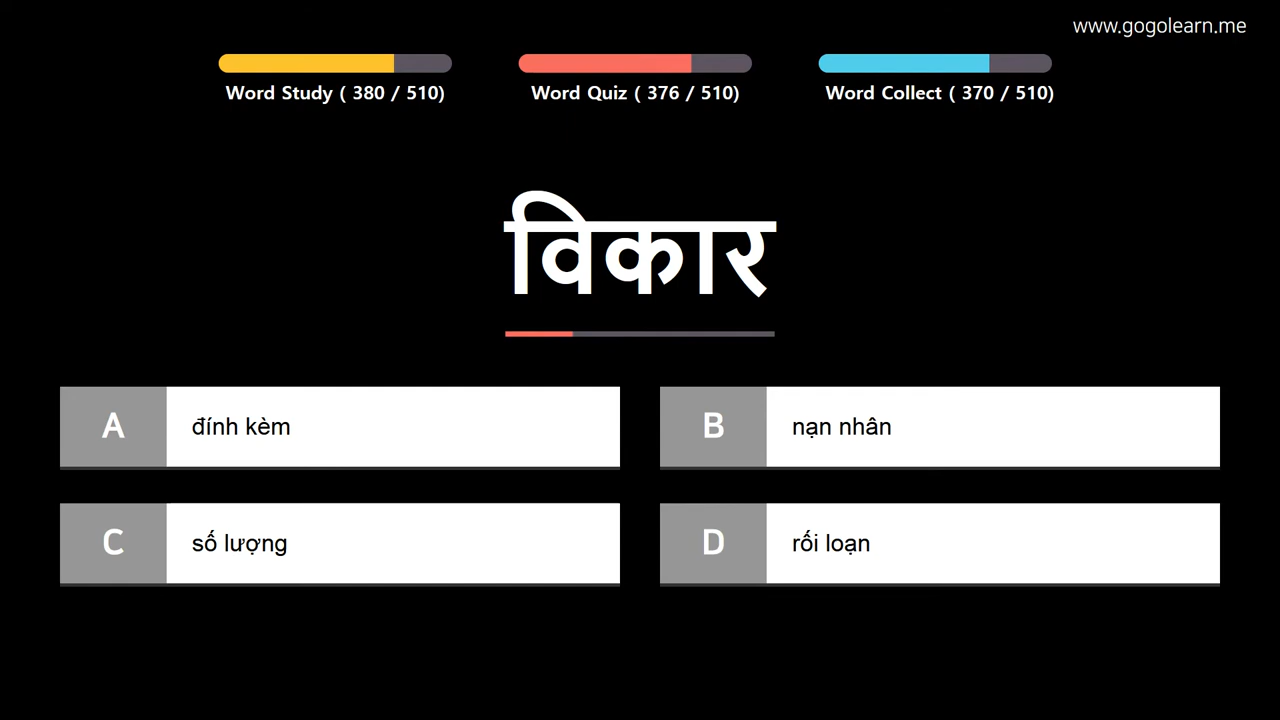 www.gogolearn.me
Word Study ( 380 / 510)
Word Quiz ( 376 / 510)
Word Collect ( 370 / 510)
विकार
A đính kèm
B nạn nhân
C số lượng
D rối loạn